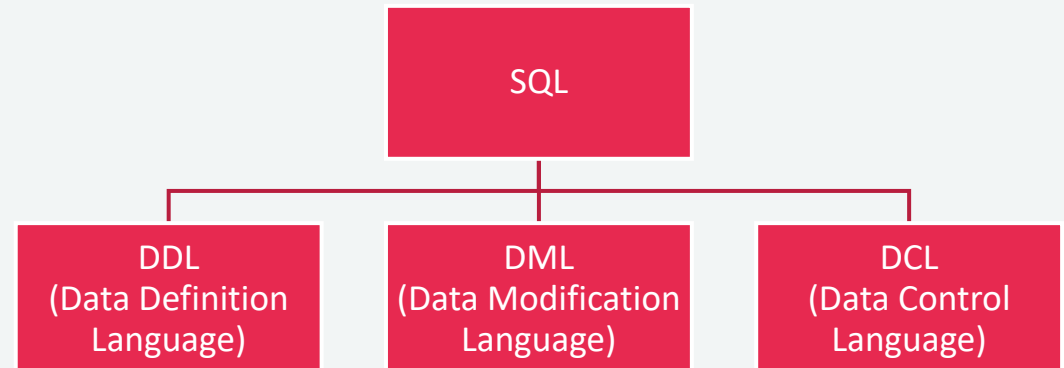 SQL
DDL
(Data Definition
Language)
DML
(Data Modification
Language)
DCL
(Data Control
Language)